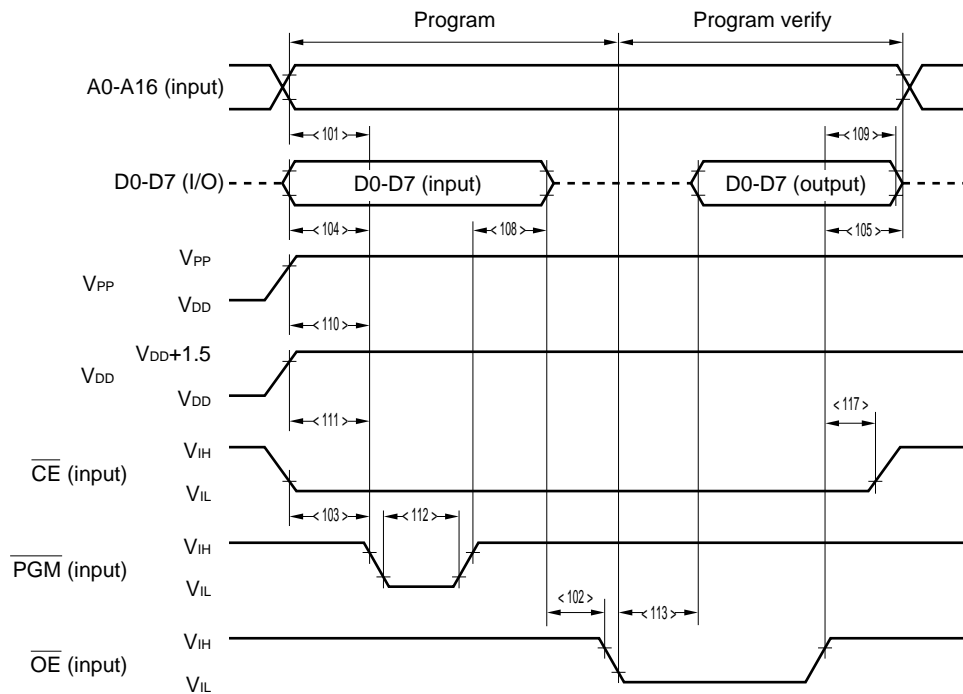 Program Program verify
A0-A16 (input)
< 101 > < 109 >
D0-D7 (I/O) D0-D7 (input) D0-D7 (output)
< 104 > < 108 > < 105 >
VPP
VPP
VDD
< 110 >
VDD+1.5
VDD
VDD
< 111 > < 117 >
VIH
CE (input)
VIL
< 103 > < 112 >
VIH
PGM (input)
VIL
< 102 > < 113 >
VIH
OE (input)
VIL